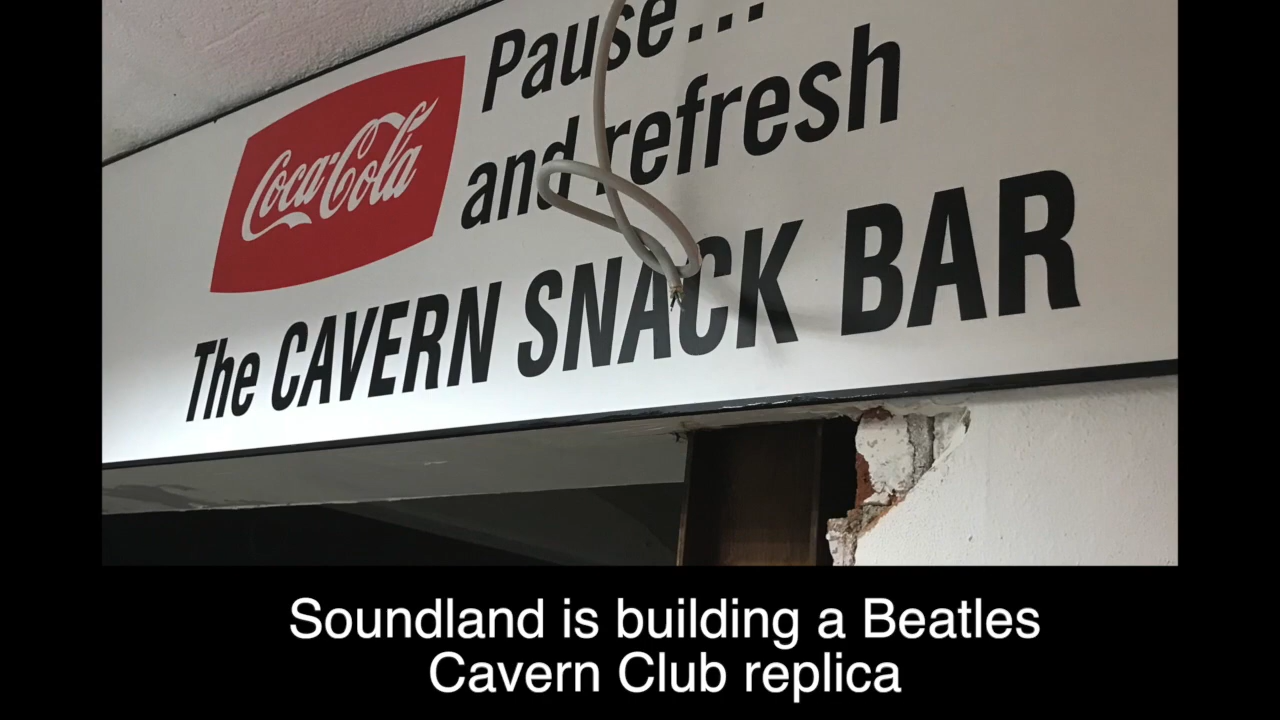 Pause...
Coca-Cola
and refresh
The CAVERN SNACK BAR
Soundland is building a Beatles
Cavern Club replica